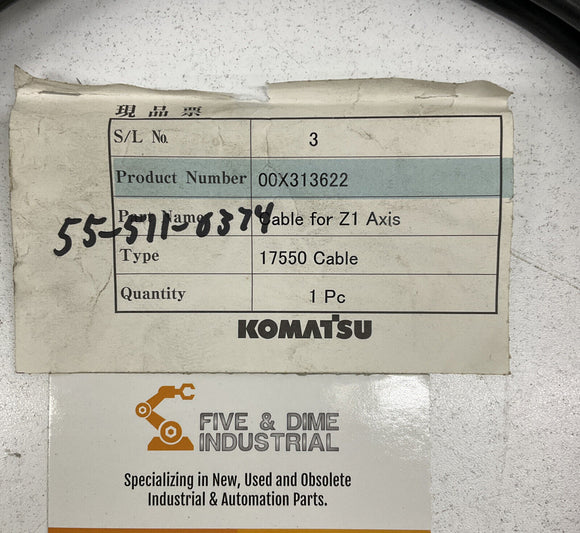 現品票
S/L No. 3
Product Number 00X313622
Part Name Cable for Z1 Axis
55-511-0374
Type 17550 Cable
Quantity 1 Pc
KOMATSU
FIVE & DIME
INDUSTRIAL
Specializing in New, Used and Obsolete
Industrial & Automation Parts.